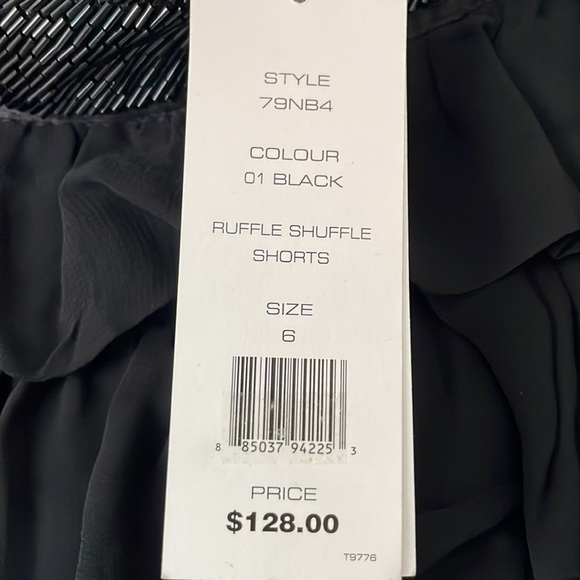 STYLE
79NB4
COLOUR
01 BLACK
RUFFLE SHUFFLE
SHORTS
SIZE
6
8 85037 94225 3
PRICE
$128.00
T9776